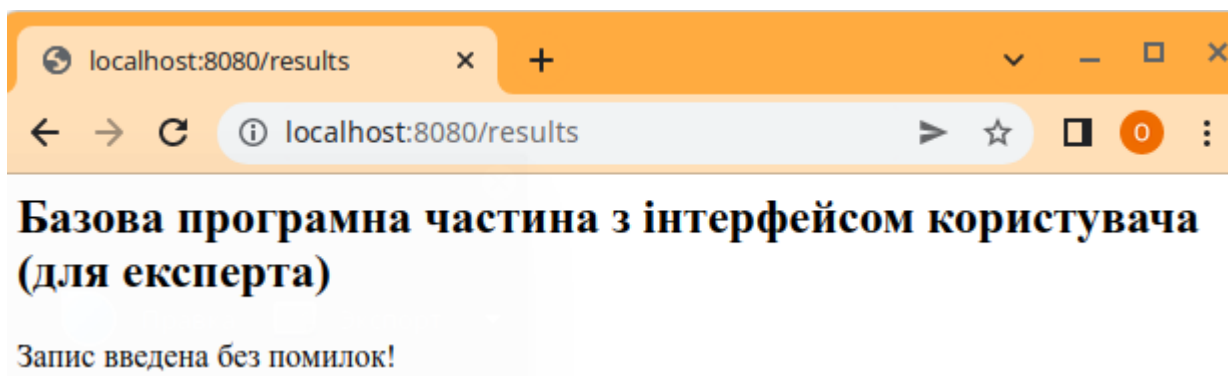 localhost:8080/results
localhost:8080/results
О
Базова програмна частина з інтерфейсом користувача
(для експерта)
Запис введена без помилок!